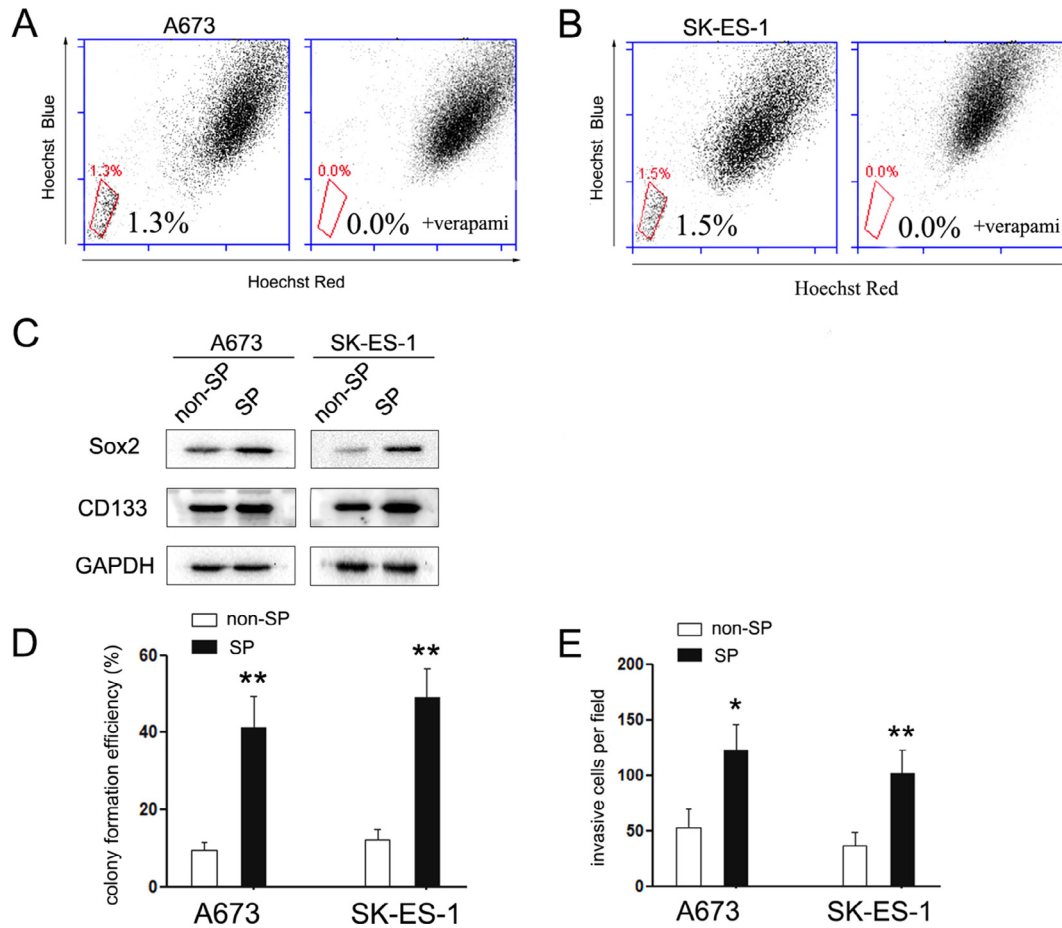 A
A673
Hoechst Blue
1.3%
1.3%
0.0%
0.0%
+verapami
Hoechst Red
B
SK-ES-1
Hoechst Blue
1.5%
1.5%
0.0%
0.0%
+verapami
Hoechst Red
C
A673
SK-ES-1
non-SP
SP
non-SP
SP
Sox2
CD133
GAPDH
D
non-SP
SP
colony formation efficiency (%)
60
40
20
0
**
**
A673
SK-ES-1
E
non-SP
SP
invasive cells per field
200
150
100
50
0
*
**
A673
SK-ES-1